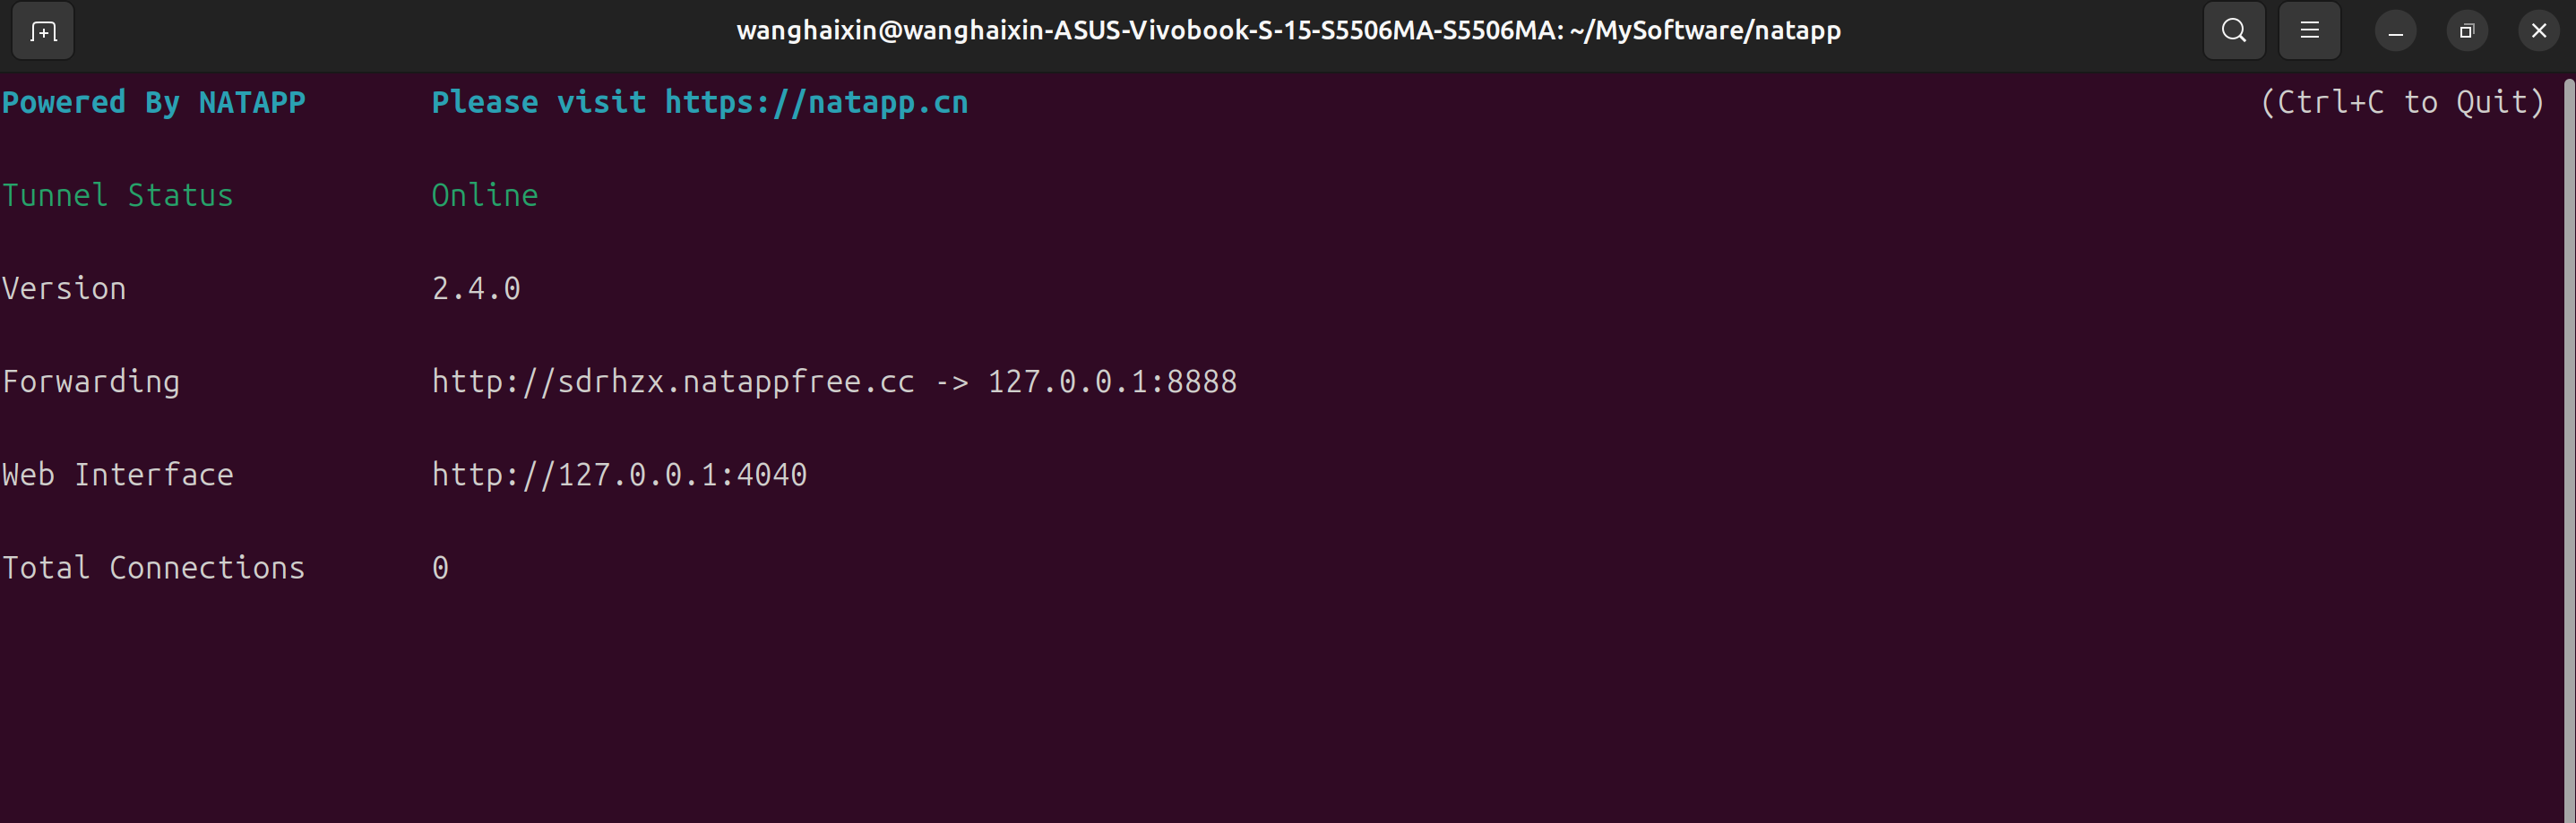 wanghaixin@wanghaixin-ASUS-Vivobook-S-15-S5506MA-S5506MA: ~/MySoftware/natapp
Powered By NATAPP Please visit https://natapp.cn (Ctrl+C to Quit)
Tunnel Status Online
Version 2.4.0
Forwarding http://sdrhzx.natappfree.cc -> 127.0.0.1:8888
Web Interface http://127.0.0.1:4040
Total Connections 0